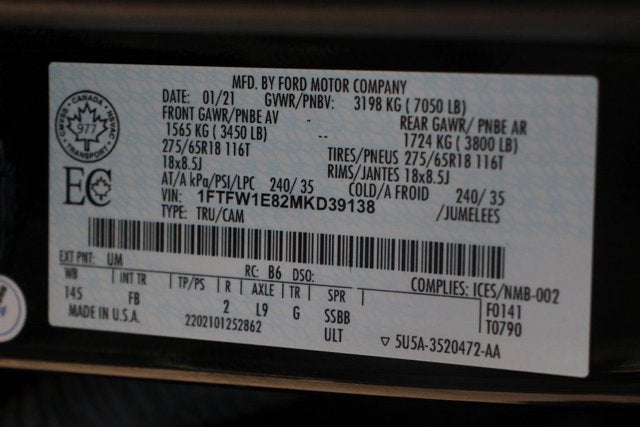 MFD. BY FORD MOTOR COMPANY
DATE: 01/21 GVWR/PNBV: 3198 KG ( 7050 LB)
FRONT GAWR/PNBE AV - REAR GAWR/ PNBE AR
1565 KG ( 3450 LB) -- 1724 KG ( 3800 LB)
275/65R18 116T TIRES/PNEUS 275/65R18 116T
18x8.5J RIMS/JANTES 18x8.5J
AT/A kPa/PSI/LPC 240/ 35 COLD/A FROID 240/ 35
VIN: 1FTFW1E82MKD39138
TYPE: TRU/CAM /JUMELEES
CANADA
CMVSS NSVAC
977
TRANSPORT
EC
EXT PNT: UM RC: B6 DSO: COMPLIES: ICES/NMB-002
WB INT TR TP/PS R AXLE TR SPR
145 FB 2 L9 G SSBB F0141
MADE IN U.S.A. 2202101252862 ULT T0790
5U5A-3520472-AA